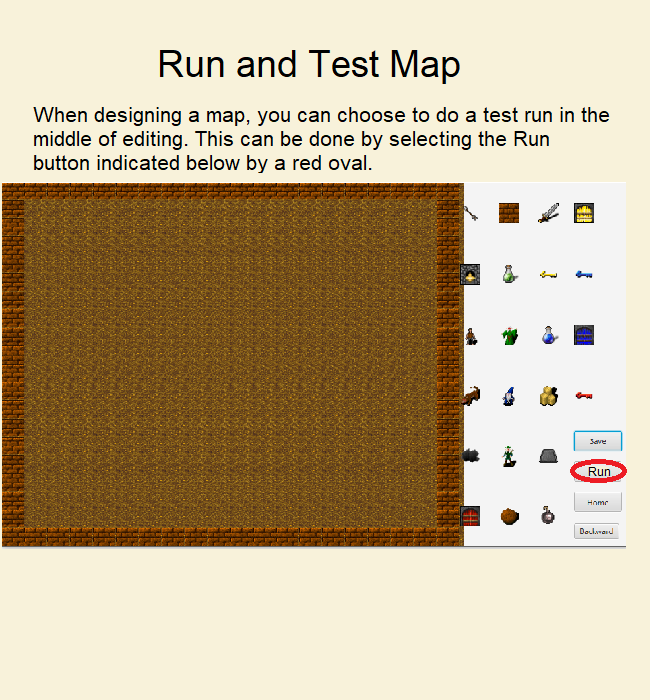 Run and Test Map
When designing a map, you can choose to do a test run in the
middle of editing. This can be done by selecting the Run
button indicated below by a red oval.
Save
Run
Home
Backward